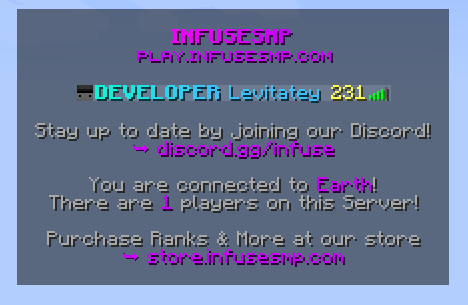 INFUSESMP
PLAY.INFUSESMP.COM
DEVELOPER Levitatey 231
Stay up to date by joining our Discord!
→ discord.gg/infuse
You are connected to Earth!
There are 1 players on this Server!
Purchase Ranks & More at our store
→ store.infusesmp.com